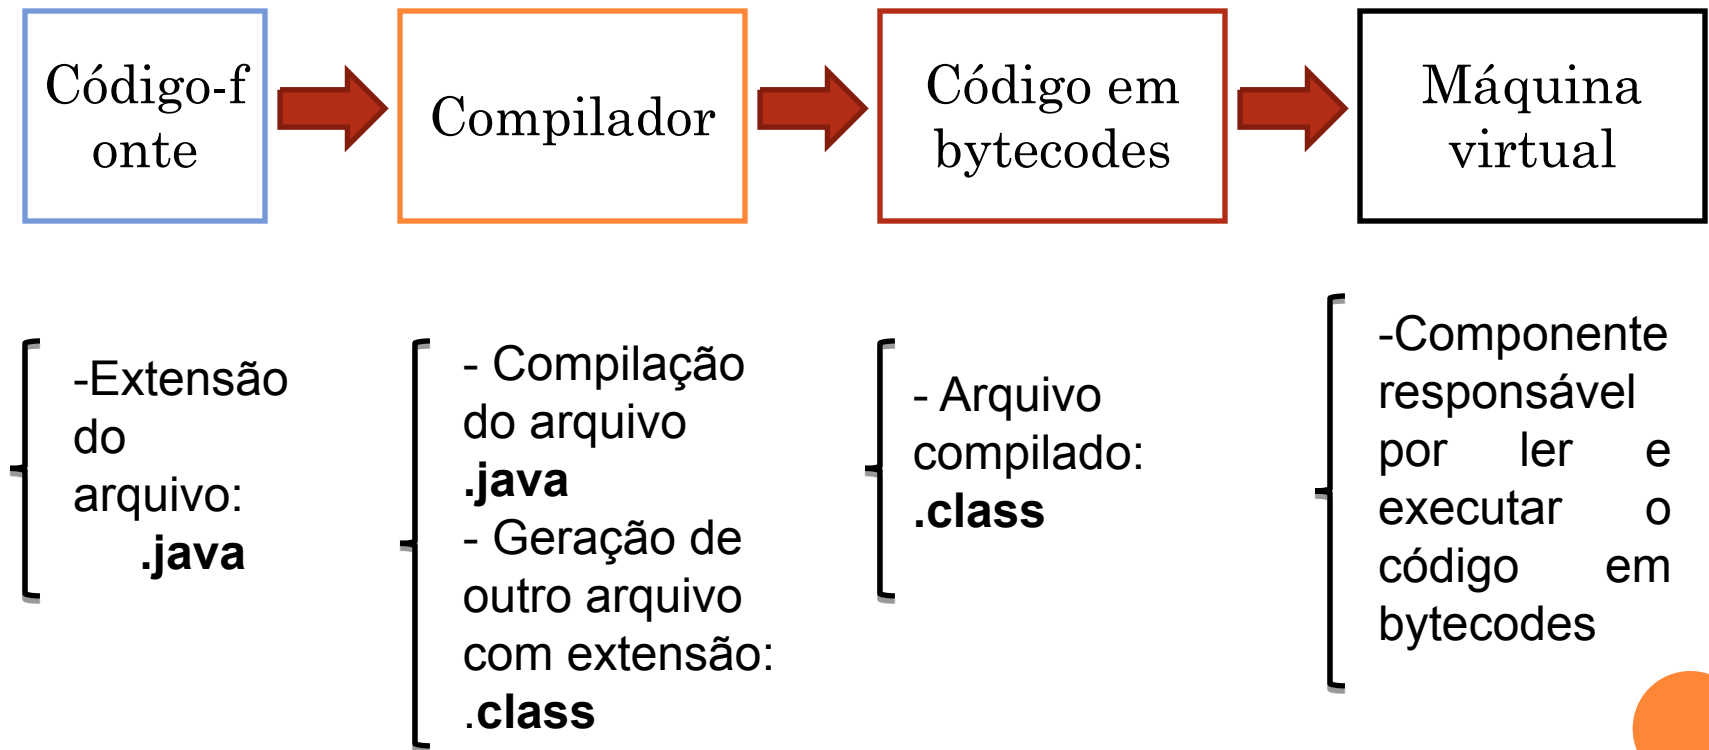 Código-f
onte
Compilador
Código em
bytecodes
Máquina
virtual
-Extensão
do
arquivo:
.java
- Compilação
do arquivo
.java
- Geração de
outro arquivo
com extensão:
.class
- Arquivo
compilado:
.class
-Componente
responsável
por ler e
executar o
código em
bytecodes